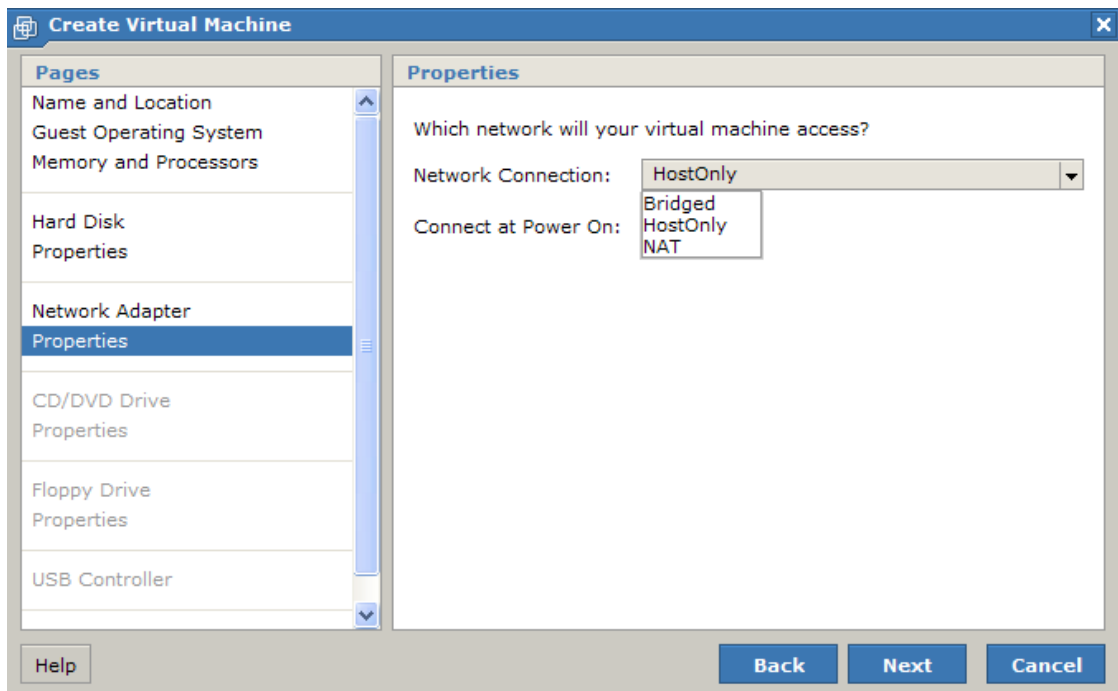 Create Virtual Machine
Pages
Name and Location
Guest Operating System
Memory and Processors
Hard Disk
Properties
Network Adapter
Properties
CD/DVD Drive
Properties
Floppy Drive
Properties
USB Controller
Properties
Which network will your virtual machine access?
Network Connection: HostOnly
Connect at Power On:
Bridged
HostOnly
NAT
Help
Back
Next
Cancel